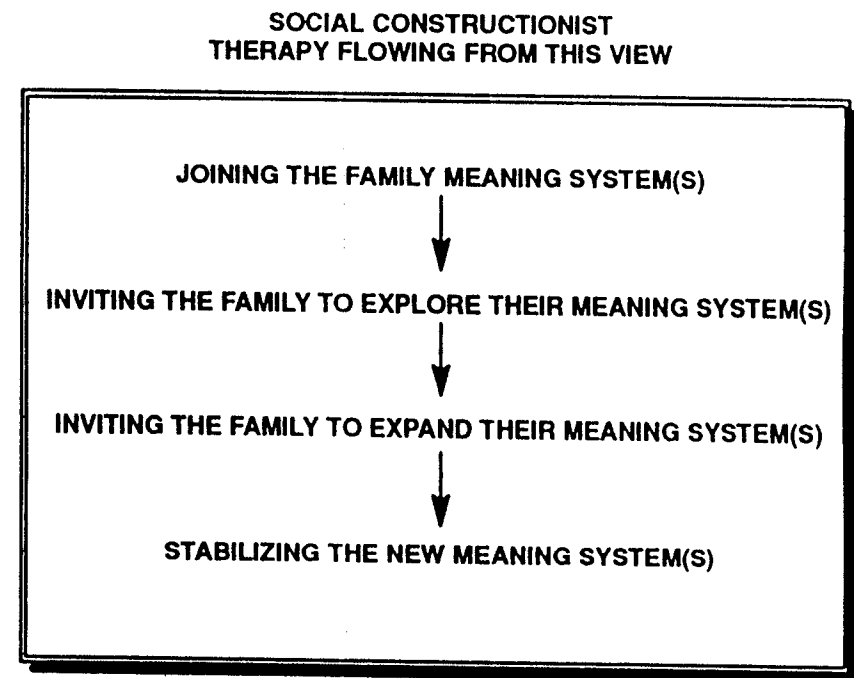 SOCIAL CONSTRUCTIONIST
THERAPY FLOWING FROM THIS VIEW
JOINING THE FAMILY MEANING SYSTEM(S)
INVITING THE FAMILY TO EXPLORE THEIR MEANING SYSTEM(S)
INVITING THE FAMILY TO EXPAND THEIR MEANING SYSTEM(S)
STABILIZING THE NEW MEANING SYSTEM(S)